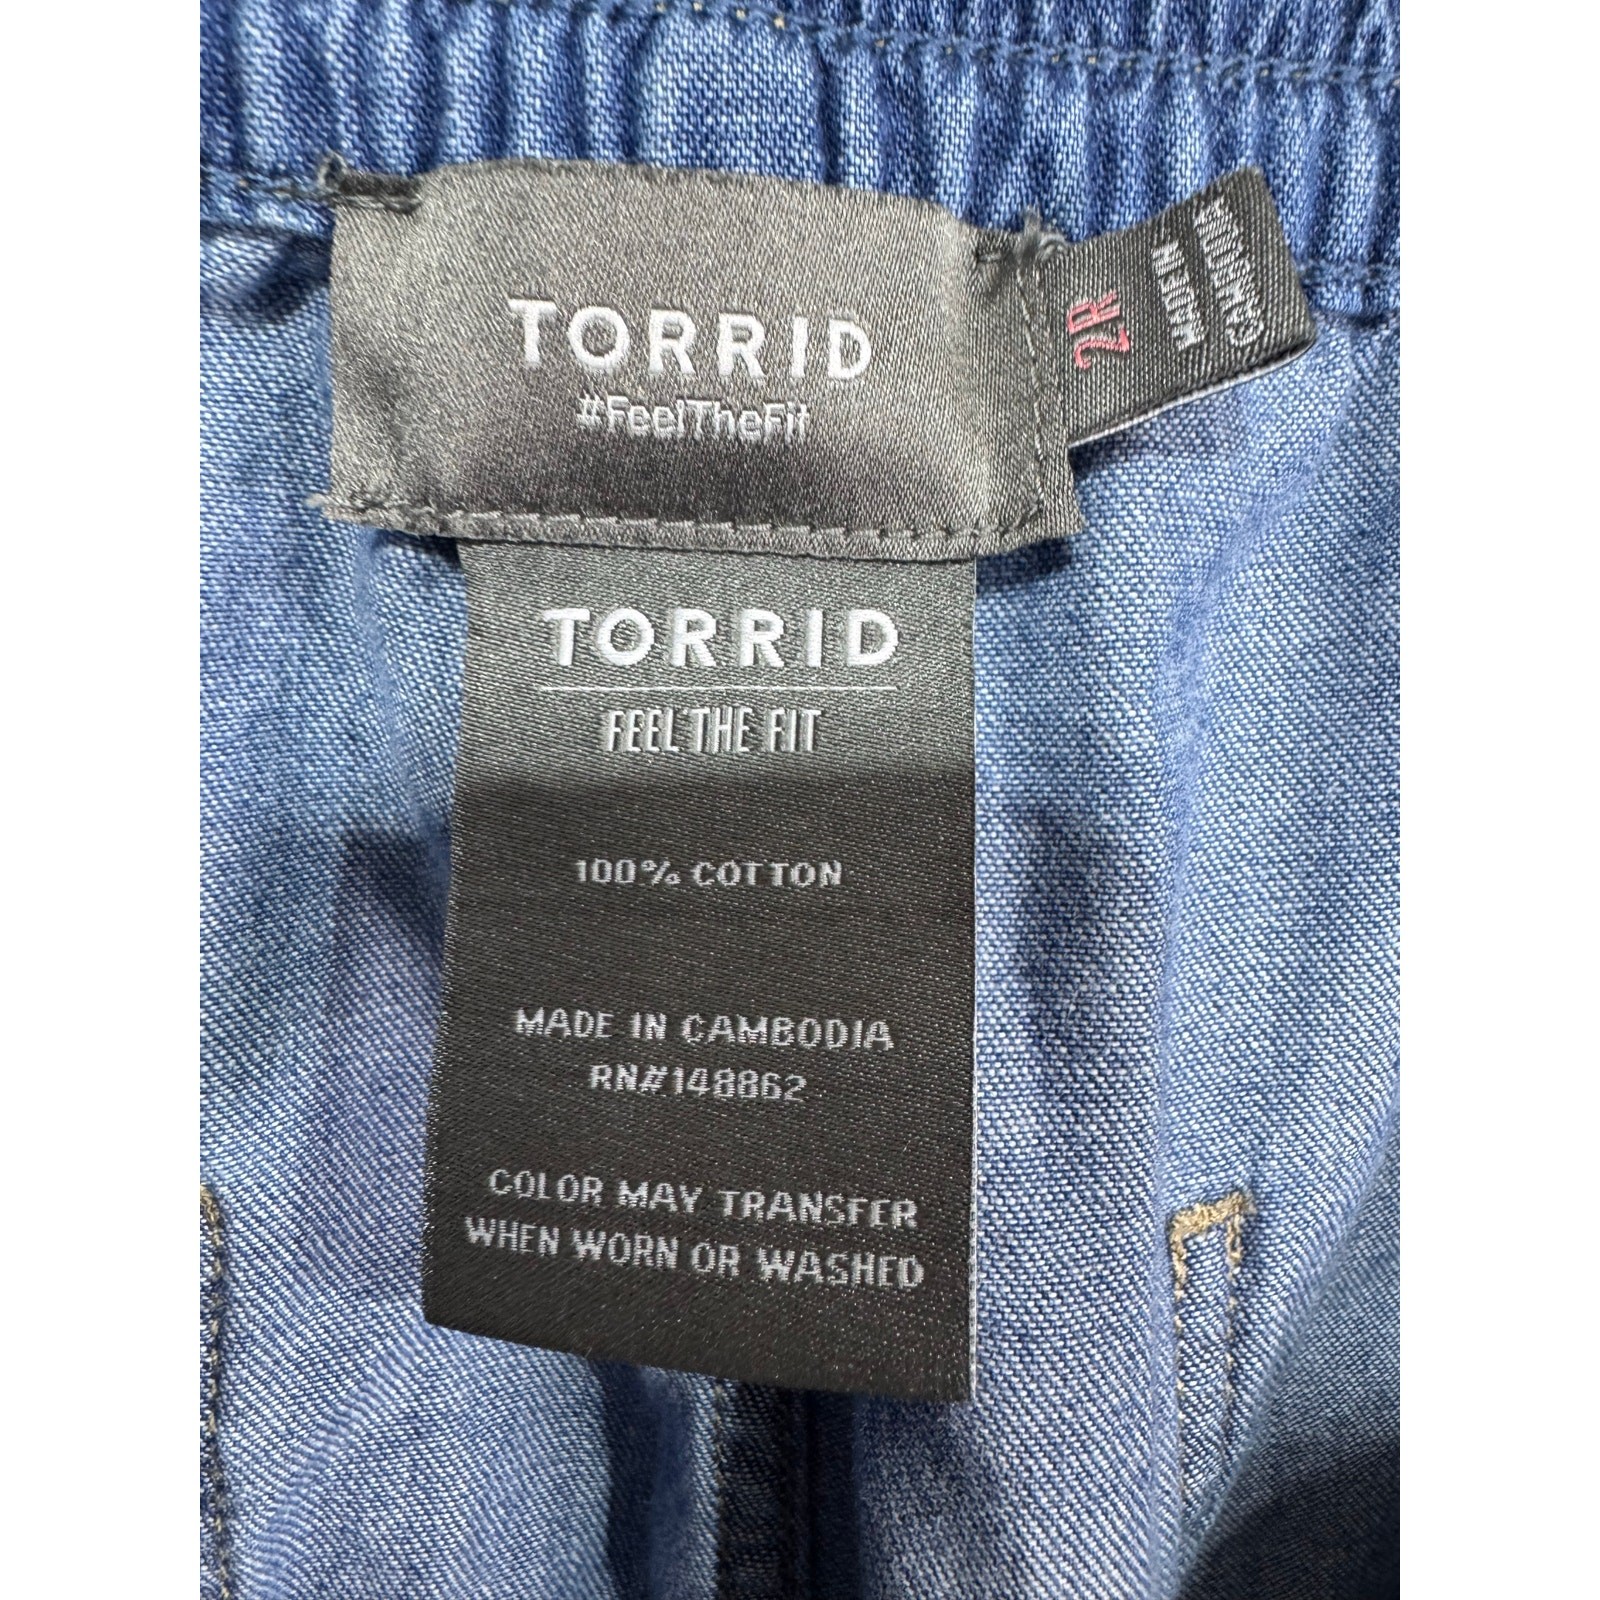 TORRID
#FeelTheFit
2R
MADE IN
CAMBODIA
TORRID
FEEL THE FIT
100% COTTON
MADE IN CAMBODIA
RN#148862
COLOR MAY TRANSFER
WHEN WORN OR WASHED